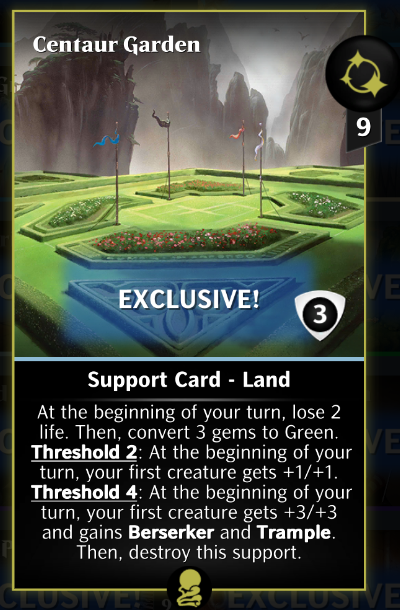 Centaur Garden
9
EXCLUSIVE!
3
Support Card - Land
At the beginning of your turn, lose 2
life. Then, convert 3 gems to Green.
Threshold 2: At the beginning of your
turn, your first creature gets +1/+1.
Threshold 4: At the beginning of your
turn, your first creature gets +3/+3
and gains Berserker and Trample.
Then, destroy this support.